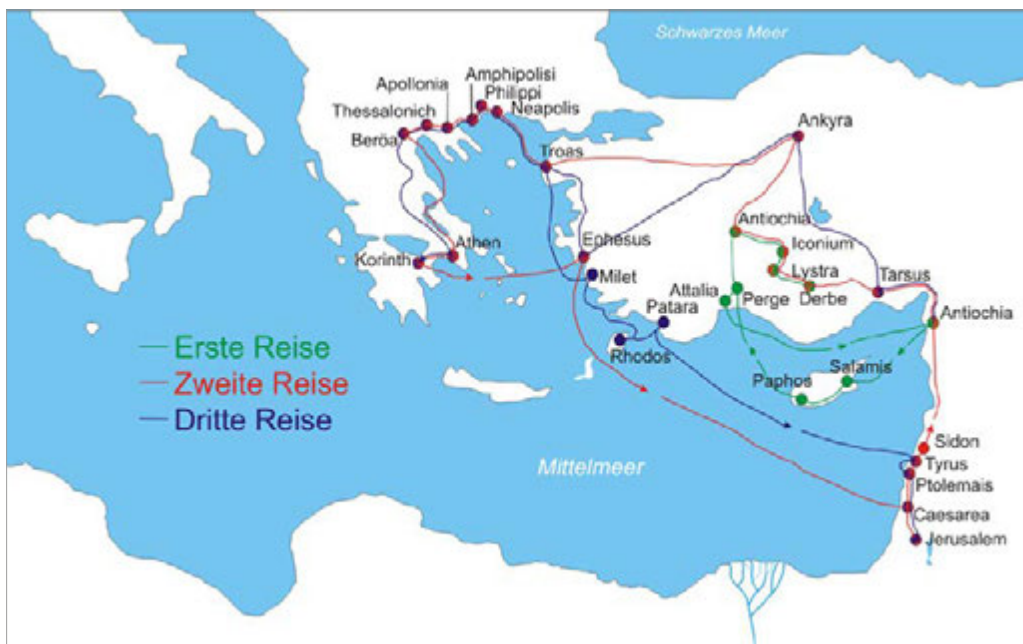 Schwarzes Meer
Amphipolisi
Apollonia
Philippi
Thessalonich
Neapolis
Beröa
Ankyra
Troas
Antiochia
Iconium
Athen
Ephesus
Korinth
Lystra
Tarsus
Milet
Attalia
Perge
Derbe
Patara
Antiochia
Rhodos
Erste Reise
Zweite Reise
Dritte Reise
Paphos
Salamis
Sidon
Mittelmeer
Tyrus
Ptolemais
Caesarea
Jerusalem